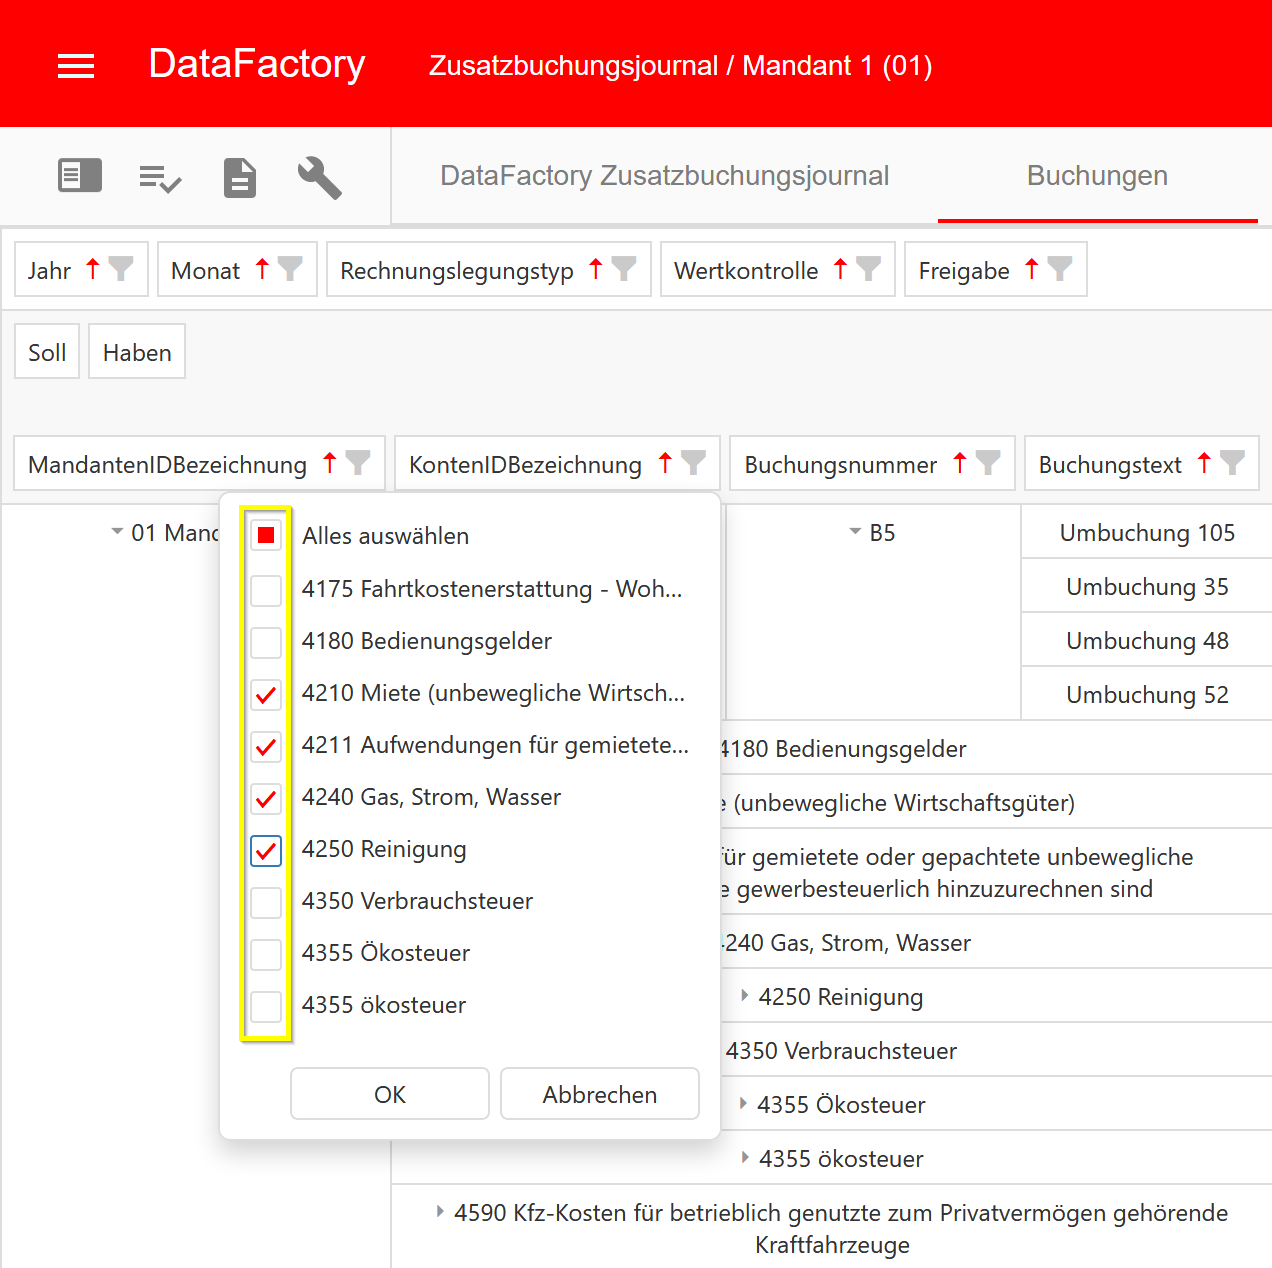 DataFactory
Zusatzbuchungsjournal / Mandant 1 (01)
DataFactory Zusatzbuchungsjournal
Buchungen
Jahr
Monat
Rechnungslegungstyp
Wertkontrolle
Freigabe
Soll
Haben
MandantenIDBezeichnung
KontenIDBezeichnung
Buchungsnummer
Buchungstext
01 Mand
B5
Umbuchung 105
Umbuchung 35
Umbuchung 48
Umbuchung 52
Alles auswählen
4175 Fahrtkostenerstattung - Woh...
4180 Bedienungsgelder
4210 Miete (unbewegliche Wirtsch...
4211 Aufwendungen für gemietete...
4240 Gas, Strom, Wasser
4250 Reinigung
4350 Verbrauchsteuer
4355 Ökosteuer
4355 ökosteuer
OK
Abbrechen
4180 Bedienungsgelder
e (unbewegliche Wirtschaftsgüter)
für gemietete oder gepachtete unbewegliche
e gewerbesteuerlich hinzuzurechnen sind
4240 Gas, Strom, Wasser
4250 Reinigung
4350 Verbrauchsteuer
4355 Ökosteuer
4355 ökosteuer
4590 Kfz-Kosten für betrieblich genutzte zum Privatvermögen gehörende
Kraftfahrzeuge